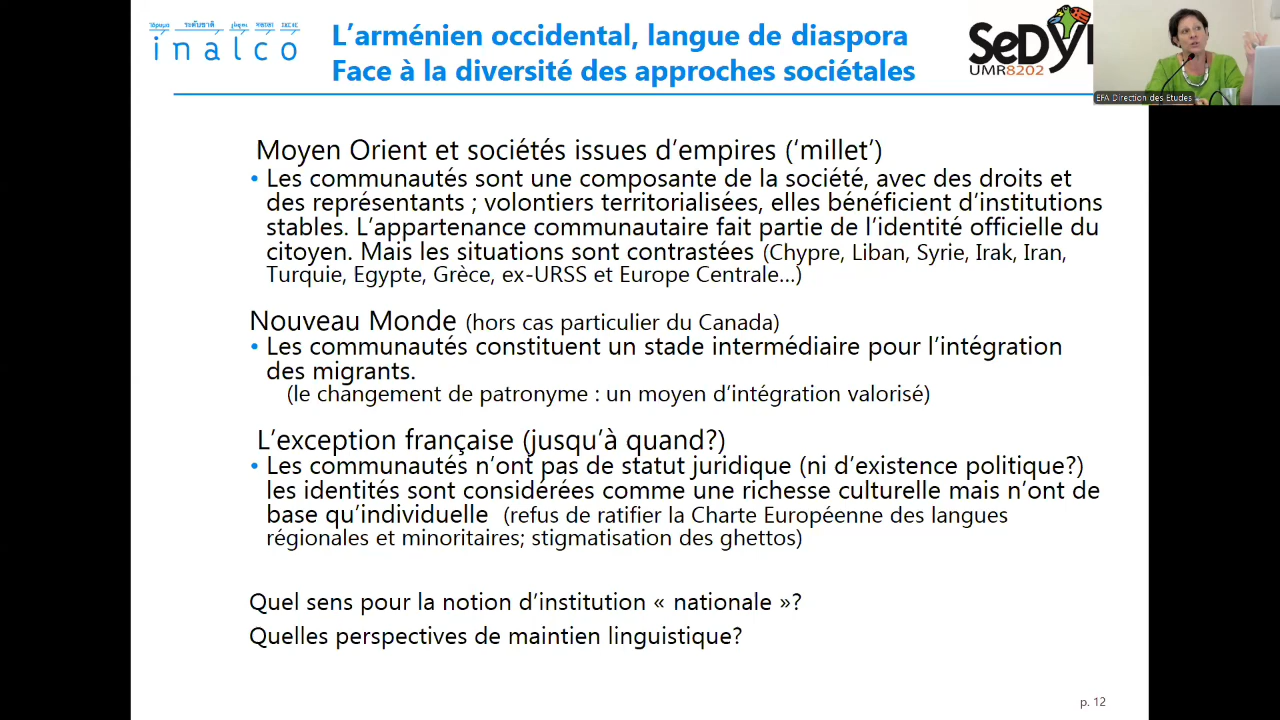 inalco
L’arménien occidental, langue de diaspora
Face à la diversité des approches sociétales
SeDyl
UMR8202
EFA Direction des Etudes
Moyen Orient et sociétés issues d’empires (‘millet’)
• Les communautés sont une composante de la société, avec des droits et
des représentants ; volontiers territorialisées, elles bénéficient d’institutions
stables. L’appartenance communautaire fait partie de l’identité officielle du
citoyen. Mais les situations sont contrastées (Chypre, Liban, Syrie, Irak, Iran,
Turquie, Egypte, Grèce, ex-URSS et Europe Centrale…)
Nouveau Monde (hors cas particulier du Canada)
• Les communautés constituent un stade intermédiaire pour l’intégration
des migrants.
(le changement de patronyme : un moyen d’intégration valorisé)
L’exception française (jusqu’à quand?)
• Les communautés n’ont pas de statut juridique (ni d’existence politique?)
les identités sont considérées comme une richesse culturelle mais n’ont de
base qu’individuelle (refus de ratifier la Charte Européenne des langues
régionales et minoritaires; stigmatisation des ghettos)
Quel sens pour la notion d’institution « nationale »?
Quelles perspectives de maintien linguistique?
p. 12